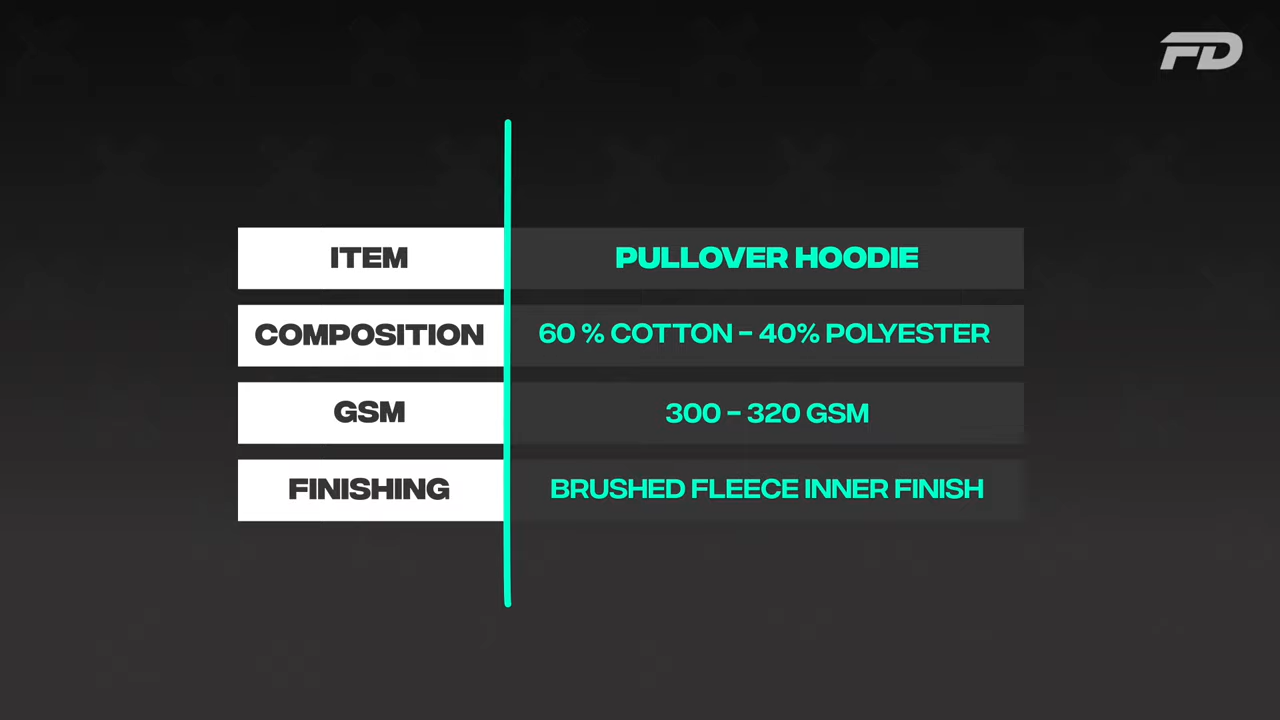 FD
ITEM PULLOVER HOODIE
COMPOSITION 60 % COTTON - 40% POLYESTER
GSM 300 - 320 GSM
FINISHING BRUSHED FLEECE INNER FINISH